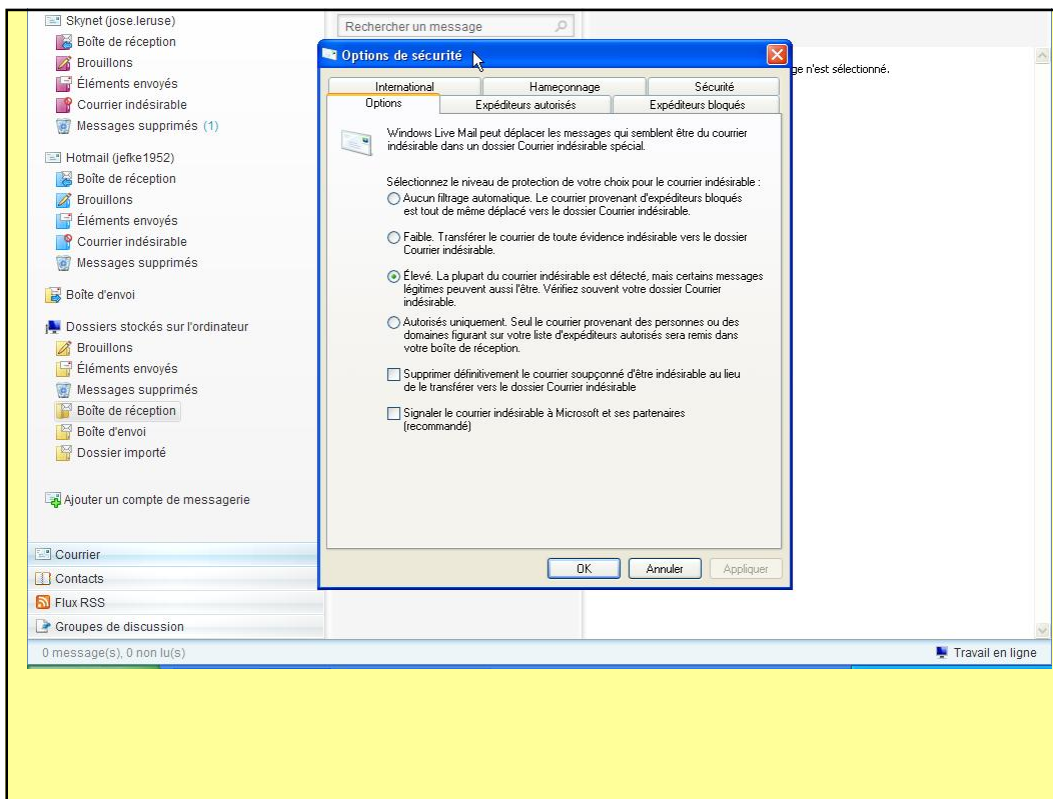 Skynet (jose.leruse)
Boîte de réception
Brouillons
Éléments envoyés
Courrier indésirable
Messages supprimés (1)
Hotmail (jefke1952)
Boîte de réception
Brouillons
Éléments envoyés
Courrier indésirable
Messages supprimés
Boîte d'envoi
Dossiers stockés sur l'ordinateur
Brouillons
Éléments envoyés
Messages supprimés
Boîte de réception
Boîte d'envoi
Dossier importé
Ajouter un compte de messagerie
Courrier
Contacts
Flux RSS
Groupes de discussion
0 message(s), 0 non lu(s)
Rechercher un message
n'est sélectionné.
Options de sécurité
International Hameçonnage Sécurité
Options Expéditeurs autorisés Expéditeurs bloqués
Windows Live Mail peut déplacer les messages qui semblent être du courrier
indésirable dans un dossier Courrier indésirable spécial.
Sélectionnez le niveau de protection de votre choix pour le courrier indésirable :
Aucun filtrage automatique. Le courrier provenant d'expéditeurs bloqués
est tout de même déplacé vers le dossier Courrier indésirable.
Faible. Transférer le courrier de toute évidence indésirable vers le dossier
Courrier indésirable.
Élevé. La plupart du courrier indésirable est détecté, mais certains messages
légitimes peuvent aussi l'être. Vérifiez souvent votre dossier Courrier
indésirable.
Autorisés uniquement. Seul le courrier provenant des personnes ou des
domaines figurant sur votre liste d'expéditeurs autorisés sera remis dans
votre boîte de réception.
Supprimer définitivement le courrier soupçonné d'être indésirable au lieu
de le transférer vers le dossier Courrier indésirable
Signaler le courrier indésirable à Microsoft et ses partenaires
(recommandé)
OK Annuler Appliquer
Travail en ligne